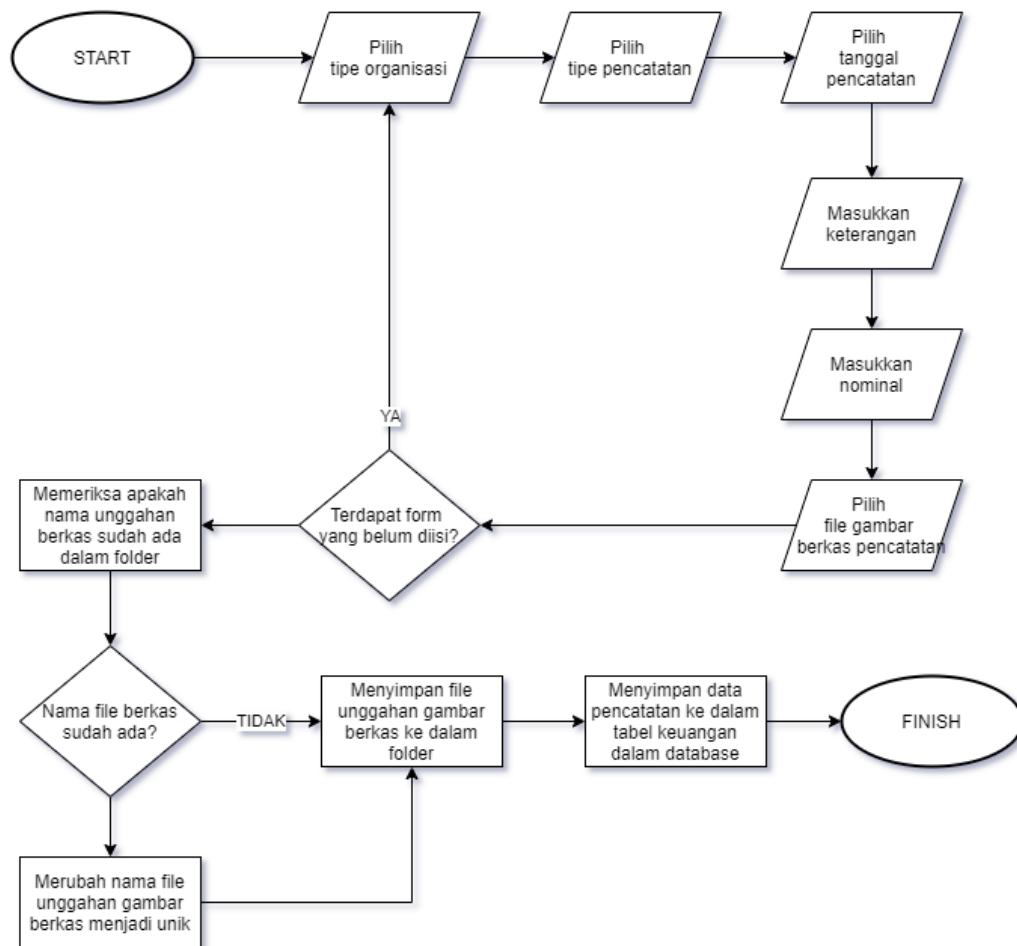 START
Pilih
tipe organisasi
Pilih
tipe pencatatan
Pilih
tanggal
pencatatan
Masukkan
keterangan
Masukkan
nominal
Pilih
file gambar
berkas pencatatan
Terdapat form
yang belum diisi?
YA
Memeriksa apakah
nama unggahan
berkas sudah ada
dalam folder
Nama file berkas
sudah ada?
TIDAK
Merubah nama file
unggahan gambar
berkas menjadi unik
Menyimpan file
unggahan gambar
berkas ke dalam
folder
Menyimpan data
pencatatan ke dalam
tabel keuangan
dalam database
FINISH